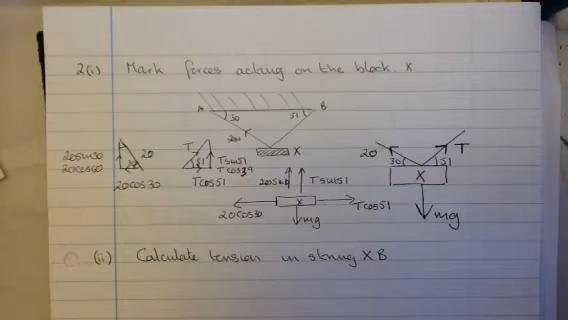 2(i) Mark forces acting on the block. X
A B
30 51
20N
X
20sin30 20
20cos60
20cos30
T
51 Tsin51
Tcos39
Tcos51
20 T
30 51
X
mg
Tsin51
20cos30 X Tcos51
mg
(ii) Calculate tension in string XB